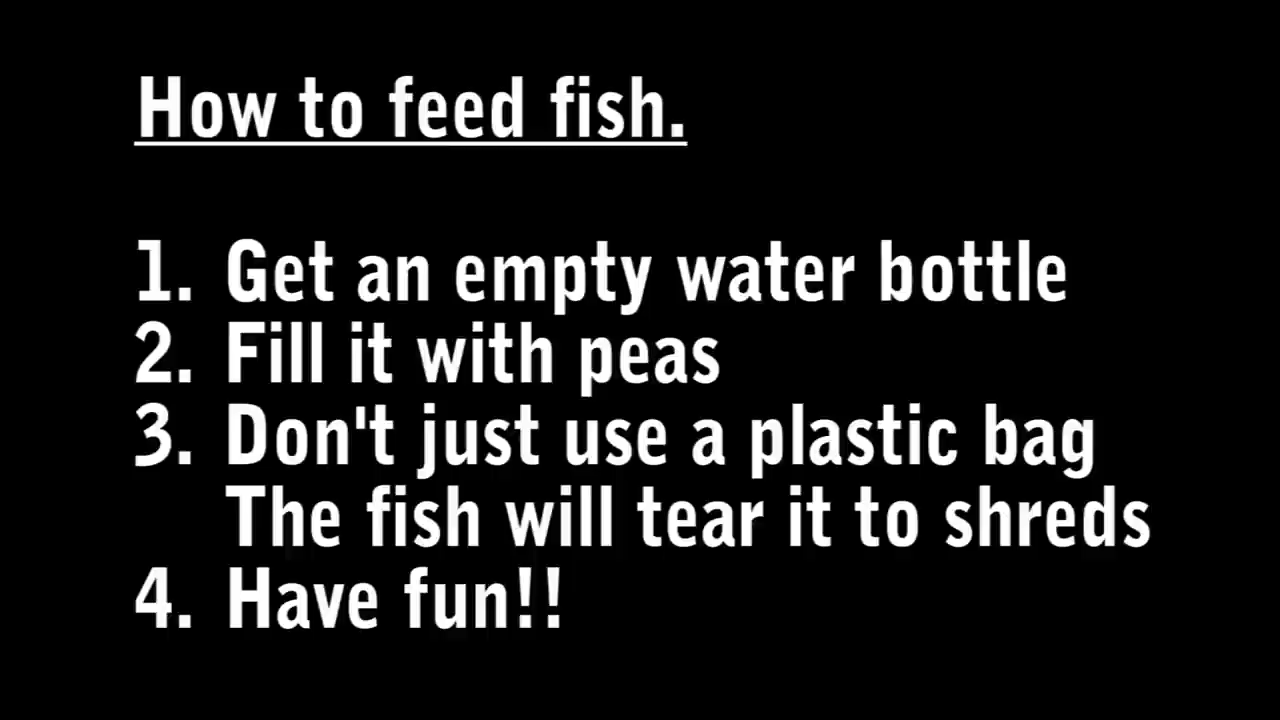 How to feed fish.
1. Get an empty water bottle
2. Fill it with peas
3. Don't just use a plastic bag
The fish will tear it to shreds
4. Have fun!!